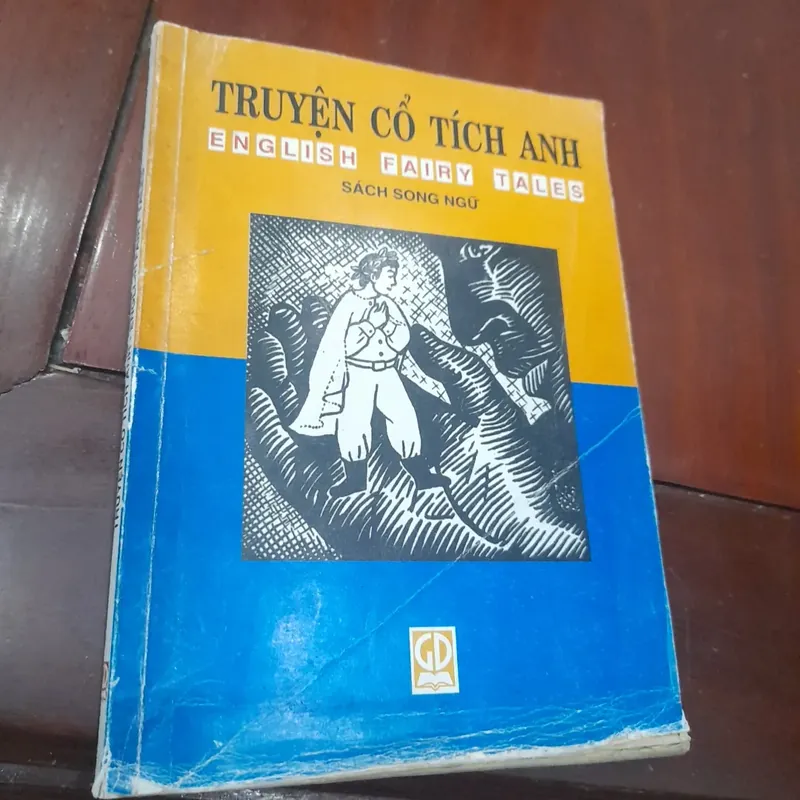 TRUYỆN CỔ TÍCH ANH
ENGLISH FAIRY TALES
SÁCH SONG NGỮ
GD